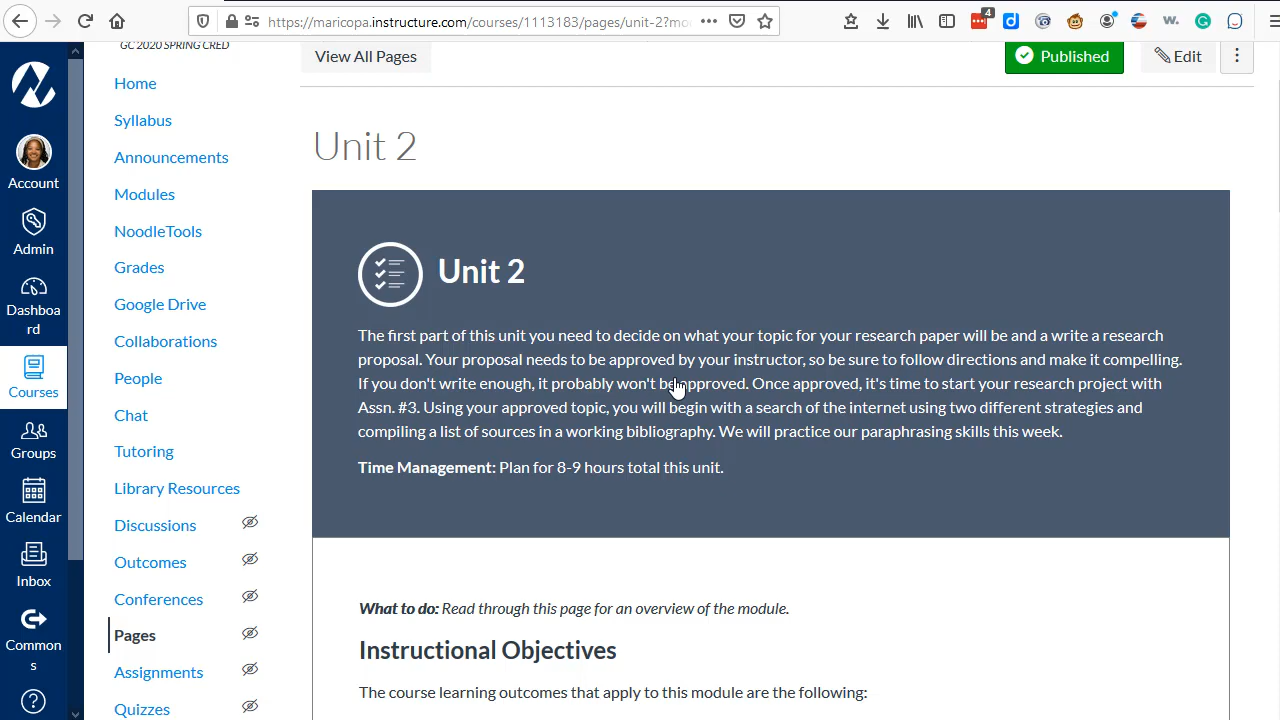 https://maricopa.instructure.com/courses/1113183/pages/unit-2?mo
4
GC 2020 SPRING CRED
View All Pages
Published
Edit
Home
Syllabus
Announcements
Modules
NoodleTools
Grades
Google Drive
Collaborations
People
Chat
Tutoring
Library Resources
Discussions
Outcomes
Conferences
Pages
Assignments
Quizzes
Account
Admin
Dashboa
rd
Courses
Groups
Calendar
Inbox
Common
s
Unit 2
Unit 2
The first part of this unit you need to decide on what your topic for your research paper will be and a write a research
proposal. Your proposal needs to be approved by your instructor, so be sure to follow directions and make it compelling.
If you don't write enough, it probably won't be approved. Once approved, it's time to start your research project with
Assn. #3. Using your approved topic, you will begin with a search of the internet using two different strategies and
compiling a list of sources in a working bibliography. We will practice our paraphrasing skills this week.
Time Management: Plan for 8-9 hours total this unit.
What to do: Read through this page for an overview of the module.
Instructional Objectives
The course learning outcomes that apply to this module are the following: